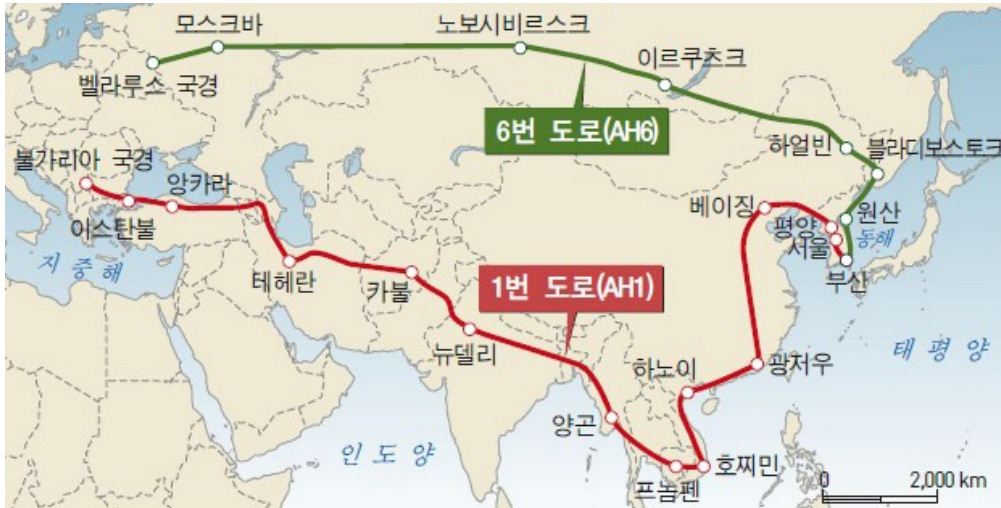 모스크바
노보시비르스크
이르쿠츠크
벨라루스 국경
6번 도로(AH6)
하얼빈
블라디보스토크
불가리아 국경
앙카라
베이징
원산
평양
동해
이스탄불
서울
지중해
테헤란
카불
1번 도로(AH1)
부산
뉴델리
하노이
광저우
태평양
양곤
인도양
호찌민
프놈펜
0 2,000 km